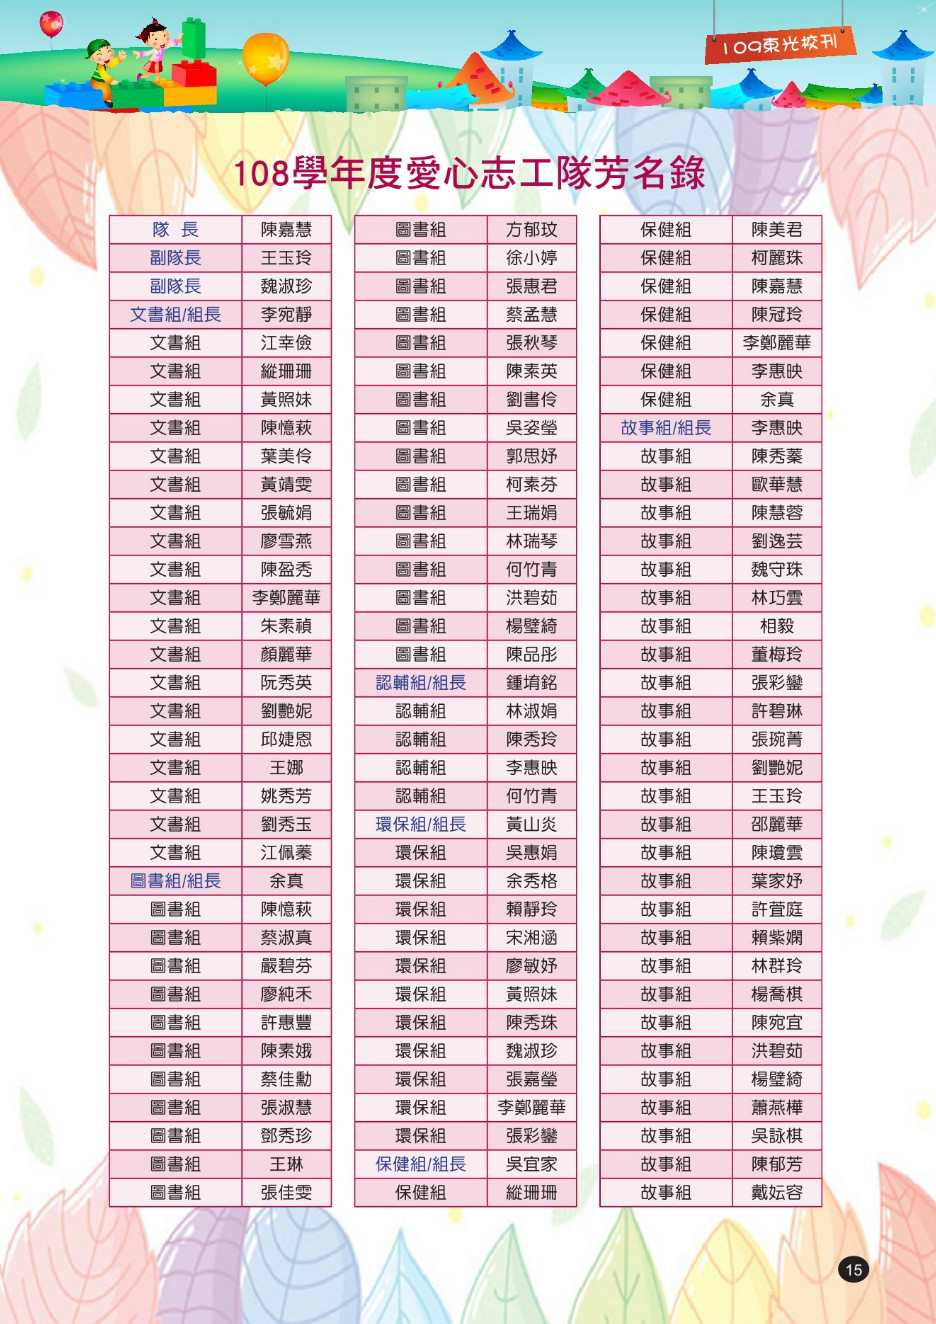 109東光校刊
108學年度愛心志工隊芳名錄
隊 長 陳嘉慧
副隊長 王玉玲
副隊長 魏淑珍
文書組/組長 李宛靜
文書組 江幸儉
文書組 縱珊珊
文書組 黃照妹
文書組 陳憶萩
文書組 葉美伶
文書組 黃靖雯
文書組 張毓娟
文書組 廖雪燕
文書組 陳盈秀
文書組 李鄭麗華
文書組 朱素禎
文書組 顏麗華
文書組 阮秀英
文書組 劉艷妮
文書組 邱婕恩
文書組 王娜
文書組 姚秀芳
文書組 劉秀玉
文書組 江佩蓁
圖書組/組長 余真
圖書組 陳憶萩
圖書組 蔡淑真
圖書組 嚴碧芬
圖書組 廖純禾
圖書組 許惠豐
圖書組 陳素娥
圖書組 蔡佳勳
圖書組 張淑慧
圖書組 鄧秀珍
圖書組 王琳
圖書組 張佳雯
圖書組 方郁玟
圖書組 徐小婷
圖書組 張惠君
圖書組 蔡孟慧
圖書組 張秋琴
圖書組 陳素英
圖書組 劉書伶
圖書組 吳姿瑩
圖書組 郭思妤
圖書組 柯素芬
圖書組 王瑞娟
圖書組 林瑞琴
圖書組 何竹青
圖書組 洪碧茹
圖書組 楊璧綺
圖書組 陳品彤
認輔組/組長 鍾堉銘
認輔組 林淑娟
認輔組 陳秀玲
認輔組 李惠映
認輔組 何竹青
環保組/組長 黃山炎
環保組 吳惠娟
環保組 余秀格
環保組 賴靜玲
環保組 宋湘涵
環保組 廖敏妤
環保組 黃照妹
環保組 陳秀珠
環保組 魏淑珍
環保組 張嘉瑩
環保組 李鄭麗華
環保組 張彩鑾
保健組/組長 吳宜家
保健組 縱珊珊
保健組 陳美君
保健組 柯麗珠
保健組 陳嘉慧
保健組 陳冠玲
保健組 李鄭麗華
保健組 李惠映
保健組 余真
故事組/組長 李惠映
故事組 陳秀蓁
故事組 歐華慧
故事組 陳慧蓉
故事組 劉逸芸
故事組 魏守珠
故事組 林巧雲
故事組 相毅
故事組 董梅玲
故事組 張彩鑾
故事組 許碧琳
故事組 張琬菁
故事組 劉艷妮
故事組 王玉玲
故事組 邵麗華
故事組 陳瓊雲
故事組 葉家妤
故事組 許萓庭
故事組 賴紫嫻
故事組 林群玲
故事組 楊喬棋
故事組 陳宛宜
故事組 洪碧茹
故事組 楊璧綺
故事組 蕭燕樺
故事組 吳詠棋
故事組 陳郁芳
故事組 戴妘容
15